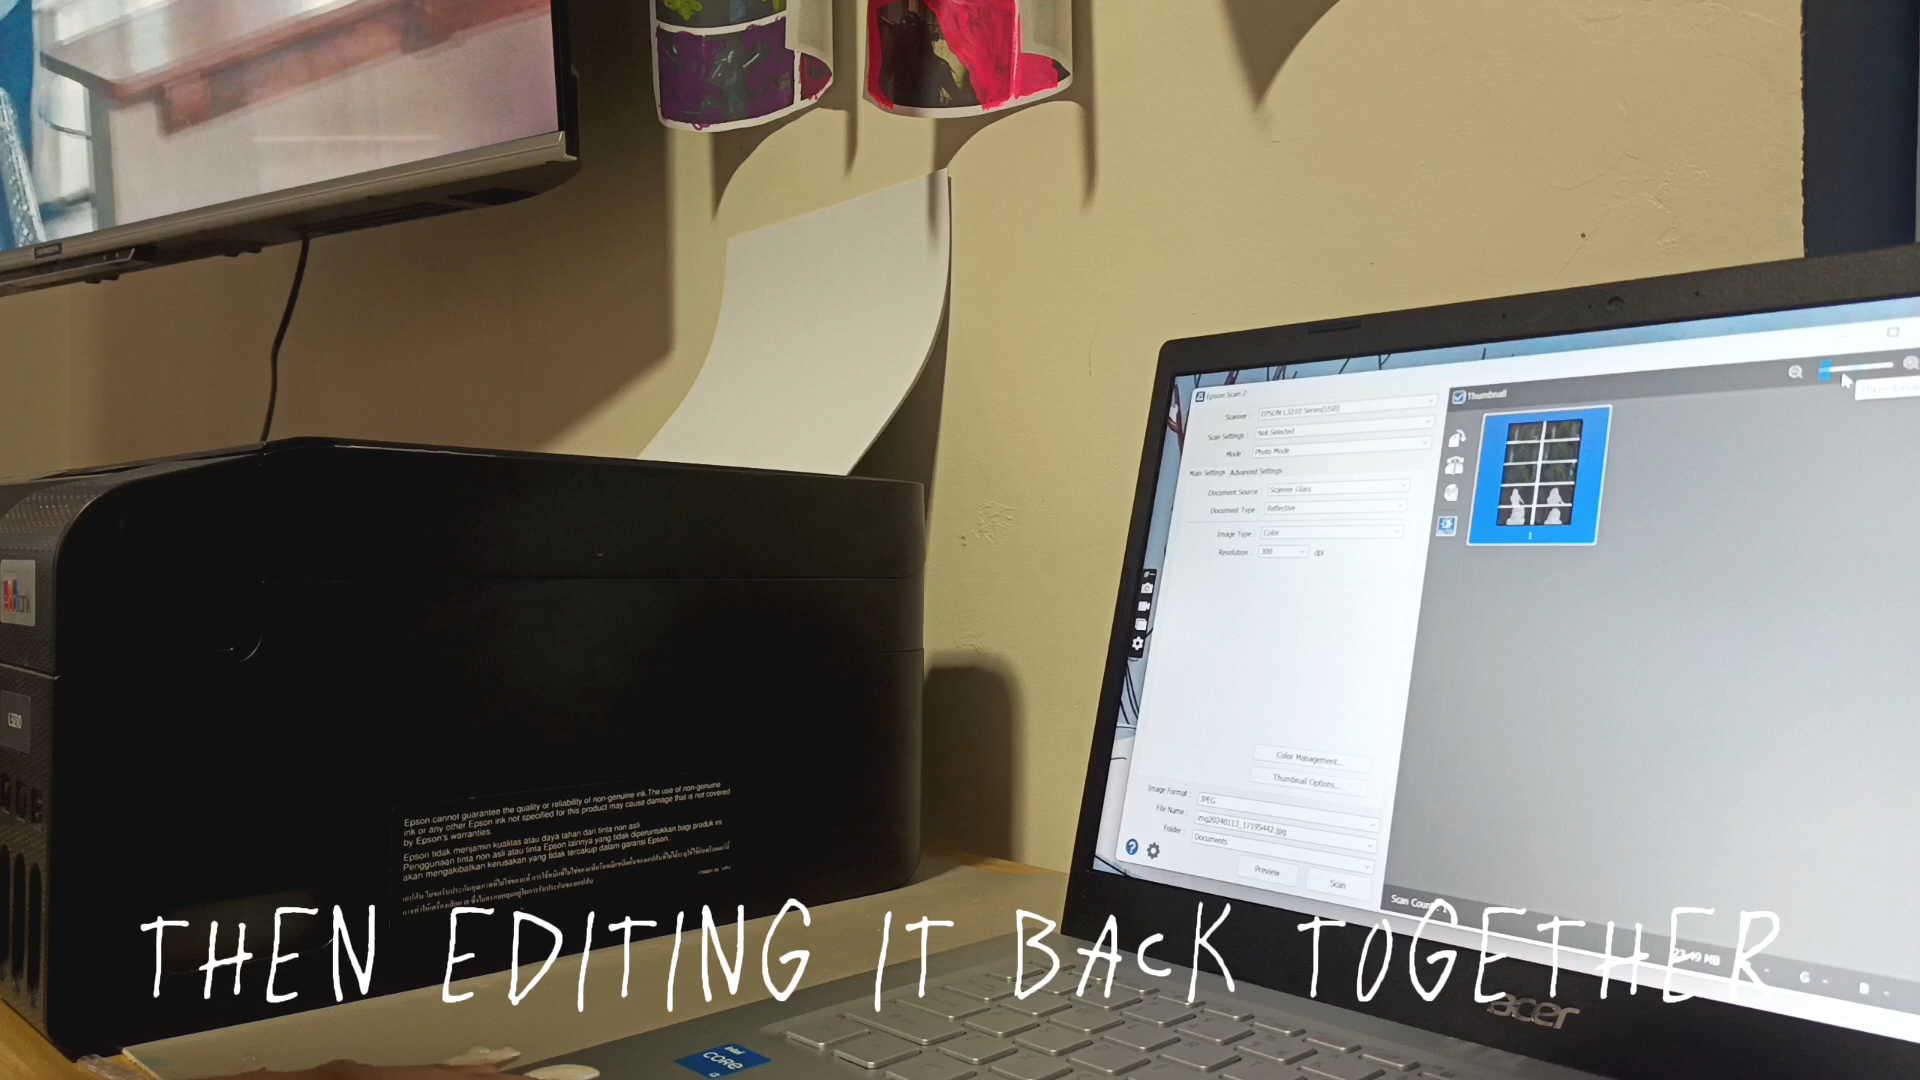 Epson Scan 2
Thumbnail
Scanner : EPSON L3210 Series(USB)
Scan Settings : Not Selected
Mode : Photo Mode
Main Settings Advanced Settings
Document Source : Scanner Glass
Document Type : Reflective
Image Type : Color
Resolution : 300 dpi
1
Color Management...
Thumbnail Options...
Image Format : JPEG
File Name : img20240113_17195442.jpg
Folder : Documents
Preview
Scan
L3210
Epson cannot guarantee the quality or reliability of non-genuine ink.The use of non-genuine
ink or any other Epson ink not specified for this product may cause damage that is not covered
by Epson's warranties.
Epson tidak menjamin kualitas atau daya tahan dari tinta non asli
Penggunaan tinta non asli atau tinta Epson lainnya yang tidak diperuntukkan bagi produk ini
akan mengakibatkan kerusakan yang tidak tercakup dalam garansi Epson.
THEN EDITING IT BACK TOGETHER
acer
intel
CORE